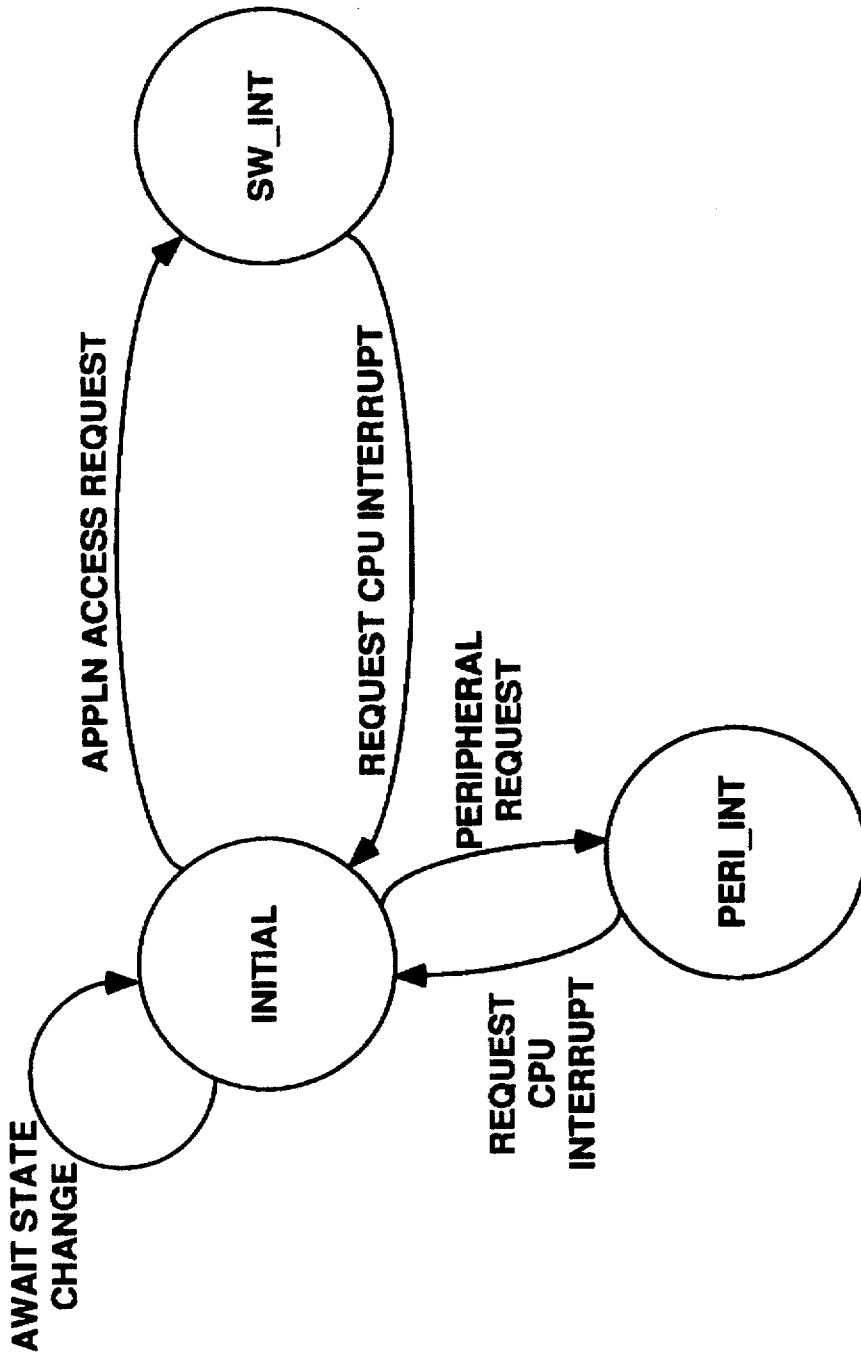 AWAIT STATE
CHANGE
APPLN ACCESS REQUEST
INITIAL
SW_INT
REQUEST CPU INTERRUPT
REQUEST
CPU
INTERRUPT
PERIPHERAL
REQUEST
PERI_INT